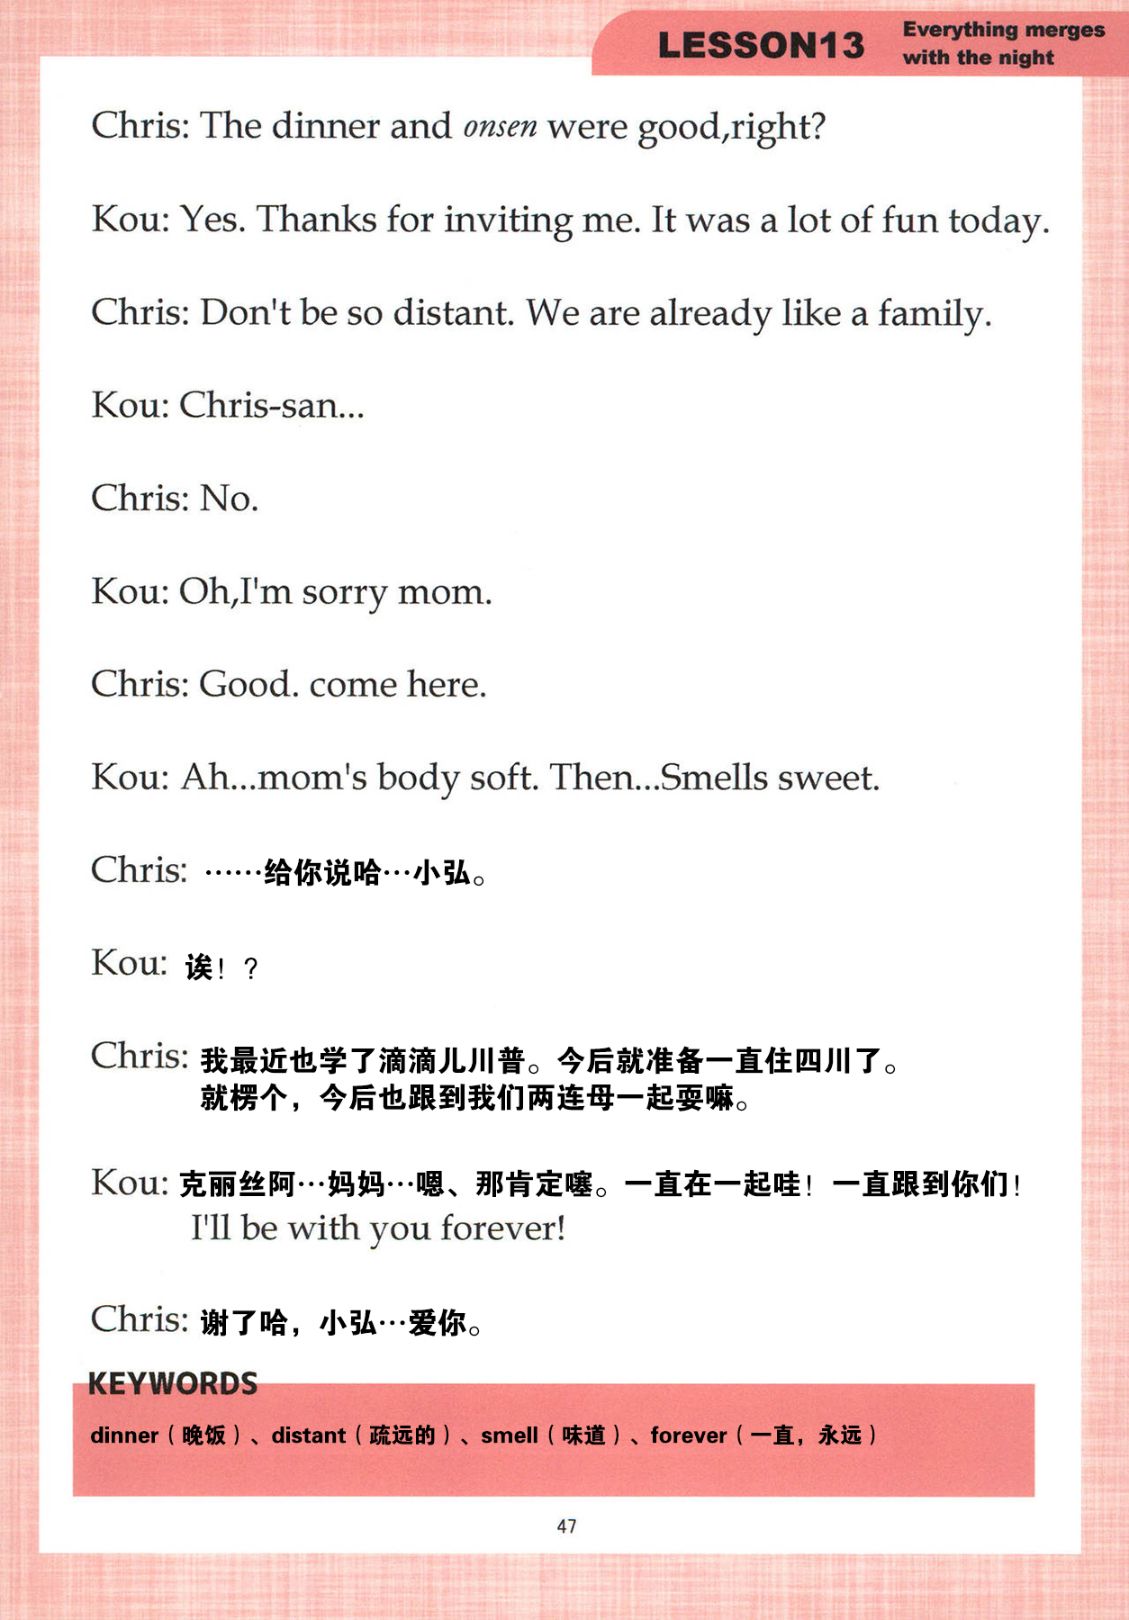 LESSON13
Everything merges
with the night
Chris: The dinner and onsen were good,right?
Kou: Yes. Thanks for inviting me. It was a lot of fun today.
Chris: Don't be so distant. We are already like a family.
Kou: Chris-san...
Chris: No.
Kou: Oh,I'm sorry mom.
Chris: Good. come here.
Kou: Ah...mom's body soft. Then...Smells sweet.
Chris: ……给你说哈…小弘。
Kou: 诶！？
Chris: 我最近也学了滴滴儿川普。今后就准备一直住四川了。
就楞个，今后也跟到我们两连母一起耍嘛。
Kou: 克丽丝阿…妈妈…嗯、那肯定噻。一直在一起哇！一直跟到你们！
I'll be with you forever!
Chris: 谢了哈，小弘…爱你。
KEYWORDS
dinner（晚饭）、distant（疏远的）、smell（味道）、forever（一直，永远）
47